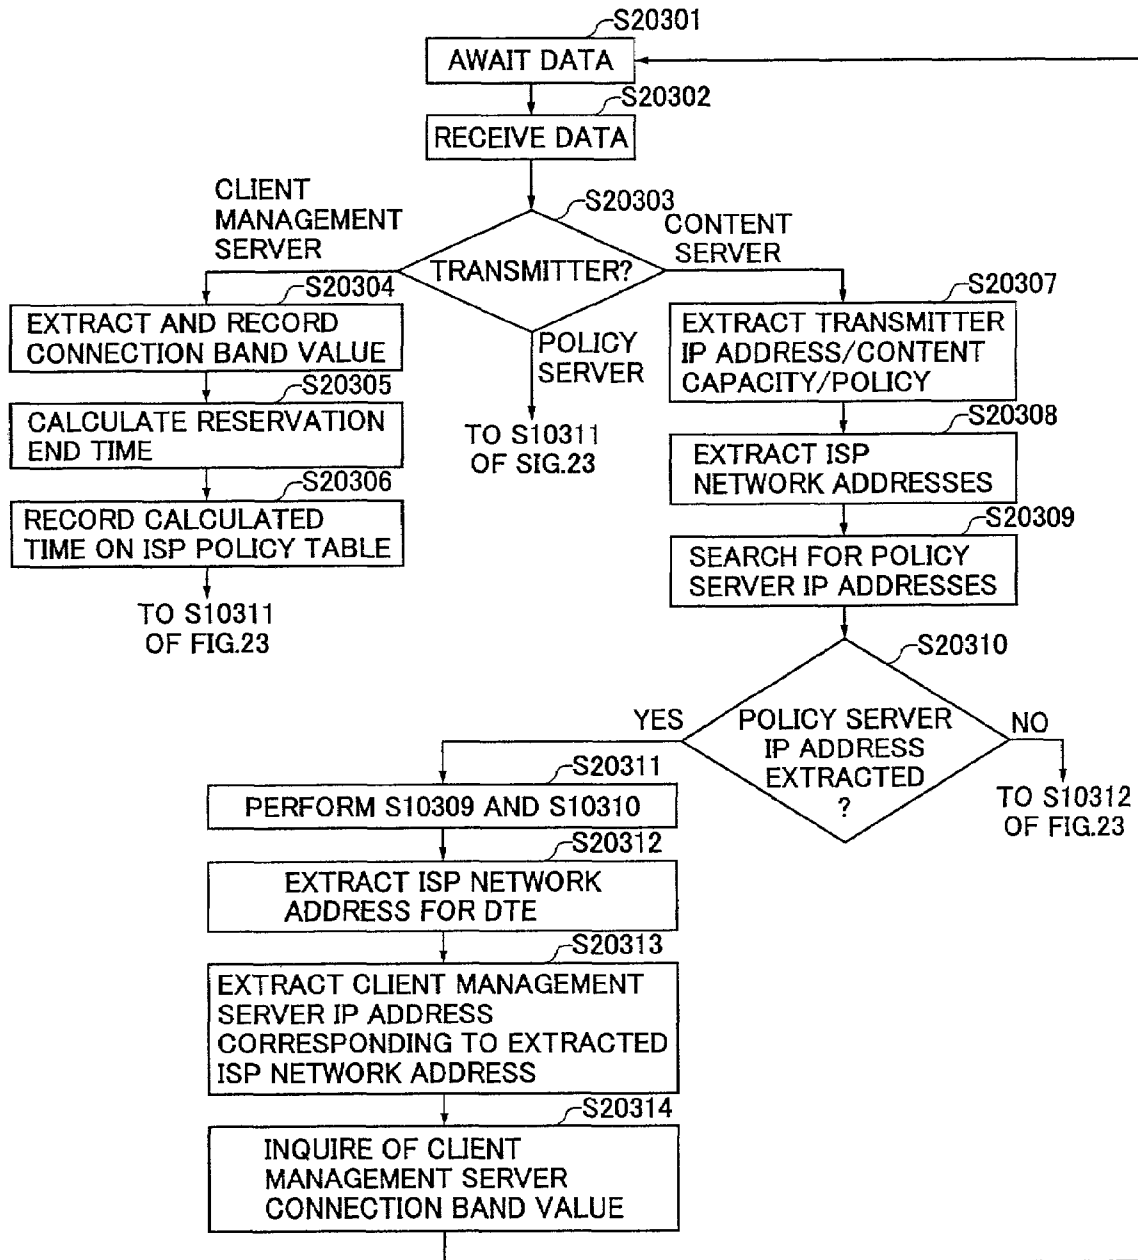 S20301
AWAIT DATA
S20302
RECEIVE DATA
S20303
TRANSMITTER?
CLIENT
MANAGEMENT
SERVER
CONTENT
SERVER
POLICY
SERVER
TO S10311
OF SIG.23
S20304
EXTRACT AND RECORD
CONNECTION BAND VALUE
S20305
CALCULATE RESERVATION
END TIME
S20306
RECORD CALCULATED
TIME ON ISP POLICY TABLE
TO S10311
OF FIG.23
S20307
EXTRACT TRANSMITTER
IP ADDRESS/CONTENT
CAPACITY/POLICY
S20308
EXTRACT ISP
NETWORK ADDRESSES
S20309
SEARCH FOR POLICY
SERVER IP ADDRESSES
S20310
POLICY SERVER
IP ADDRESS
EXTRACTED
?
YES
NO
TO S10312
OF FIG.23
S20311
PERFORM S10309 AND S10310
S20312
EXTRACT ISP NETWORK
ADDRESS FOR DTE
S20313
EXTRACT CLIENT MANAGEMENT
SERVER IP ADDRESS
CORRESPONDING TO EXTRACTED
ISP NETWORK ADDRESS
S20314
INQUIRE OF CLIENT
MANAGEMENT SERVER
CONNECTION BAND VALUE